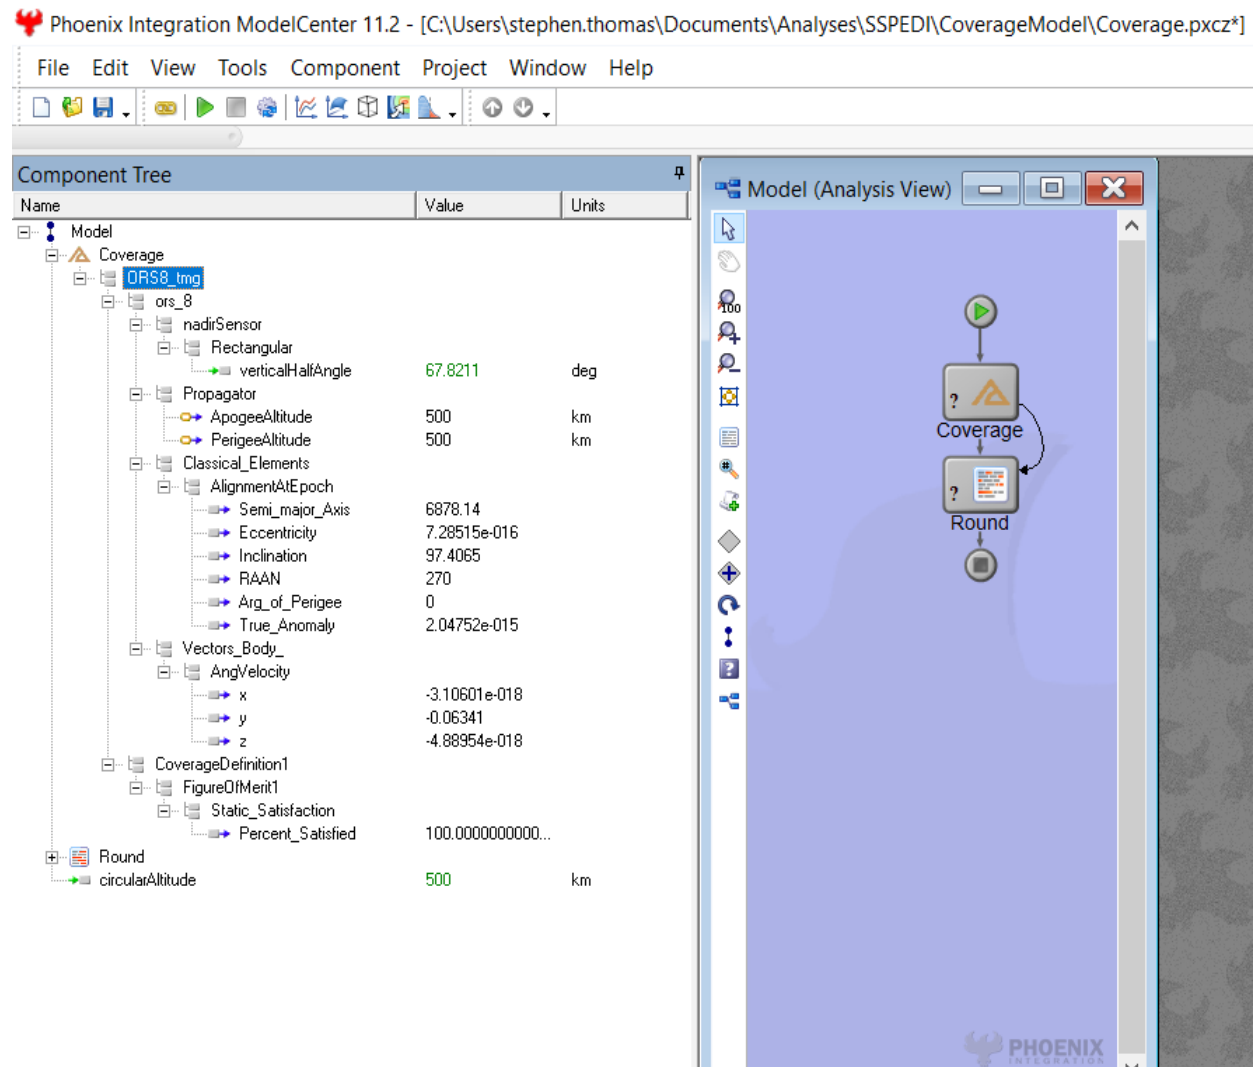 Phoenix Integration ModelCenter 11.2 - [C:\Users\stephen.thomas\Documents\Analyses\SSPEDI\CoverageModel\Coverage.pxcz*]
File Edit View Tools Component Project Window Help
Component Tree
Name Value Units
Model
Coverage
ORS8_tmg
ors_8
nadirSensor
Rectangular
verticalHalfAngle 67.8211 deg
Propagator
ApogeeAltitude 500 km
PerigeeAltitude 500 km
Classical_Elements
AlignmentAtEpoch
Semi_major_Axis 6878.14
Eccentricity 7.28515e-016
Inclination 97.4065
RAAN 270
Arg_of_Perigee 0
True_Anomaly 2.04752e-015
Vectors_Body_
AngVelocity
x -3.10601e-018
y -0.06341
z -4.88954e-018
CoverageDefinition1
FigureOfMerit1
Static_Satisfaction
Percent_Satisfied 100.0000000000...
Round
circularAltitude 500 km
Model (Analysis View)
100
?
Coverage
?
Round
PHOENIX
INTEGRATION